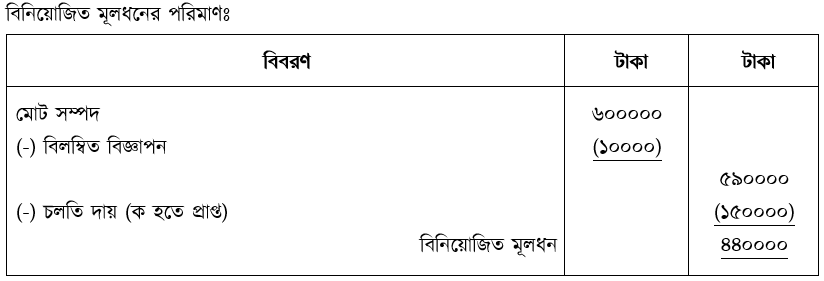 বিনিয়োজিত মূলধনের পরিমাণঃ
বিবরণ টাকা টাকা
মোট সম্পদ ৬০০০০০
(-) বিলম্বিত বিজ্ঞাপন (১০০০০)
৫৯০০০০
(-) চলতি দায় (ক হতে প্রাপ্ত) (১৫০০০০)
বিনিয়োজিত মূলধন ৪৪০০০০